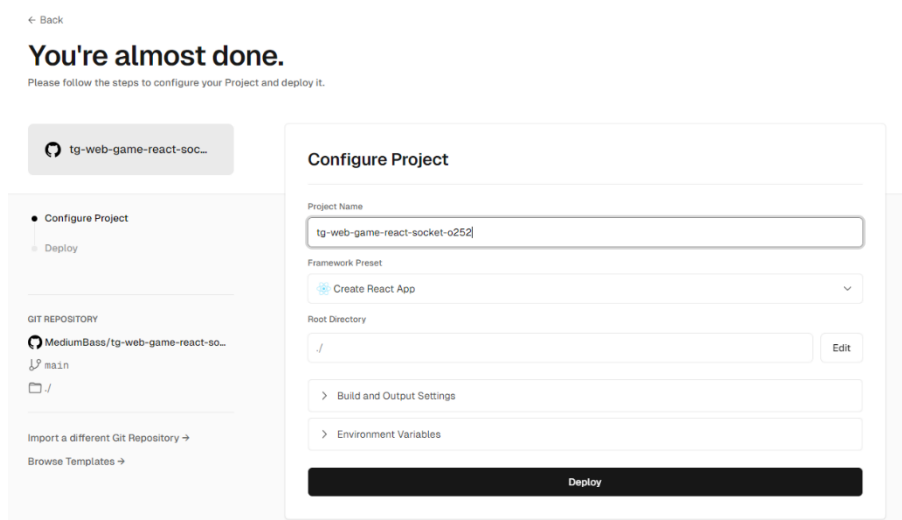 ← Back
You're almost done.
Please follow the steps to configure your Project and deploy it.
tg-web-game-react-soc...
Configure Project
Deploy
GIT REPOSITORY
MediumBass/tg-web-game-react-so...
main
./
Import a different Git Repository →
Browse Templates →
Configure Project
Project Name
tg-web-game-react-socket-o252
Framework Preset
Create React App
Root Directory
./
Edit
Build and Output Settings
Environment Variables
Deploy